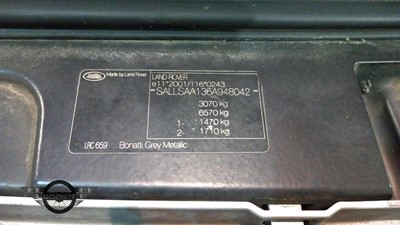 Made by Land Rover
LAND ROVER
e11*2001/116*0243
~SALLSAA136A948042~
3070 kg
6570 kg
1- 1470 kg
2- 1710 kg
LRC 659 Bonatti Grey Metallic